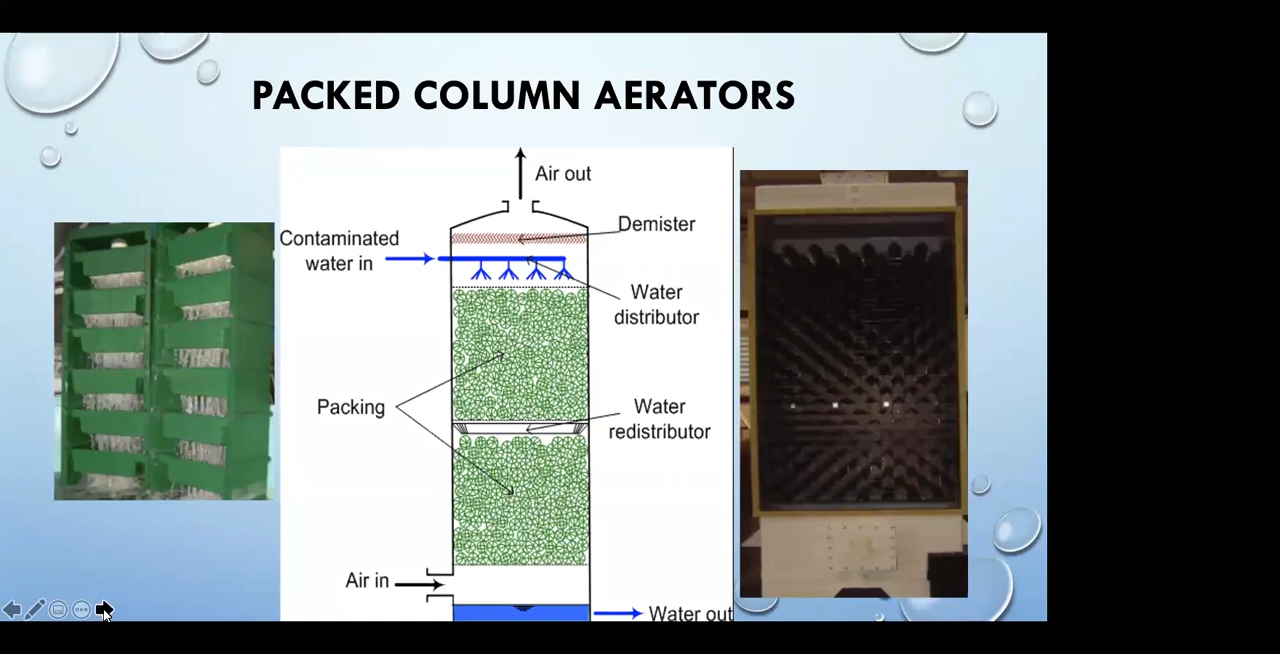 PACKED COLUMN AERATORS
Air out
Demister
Contaminated
water in
Water
distributor
Packing
Water
redistributor
Air in
Water out